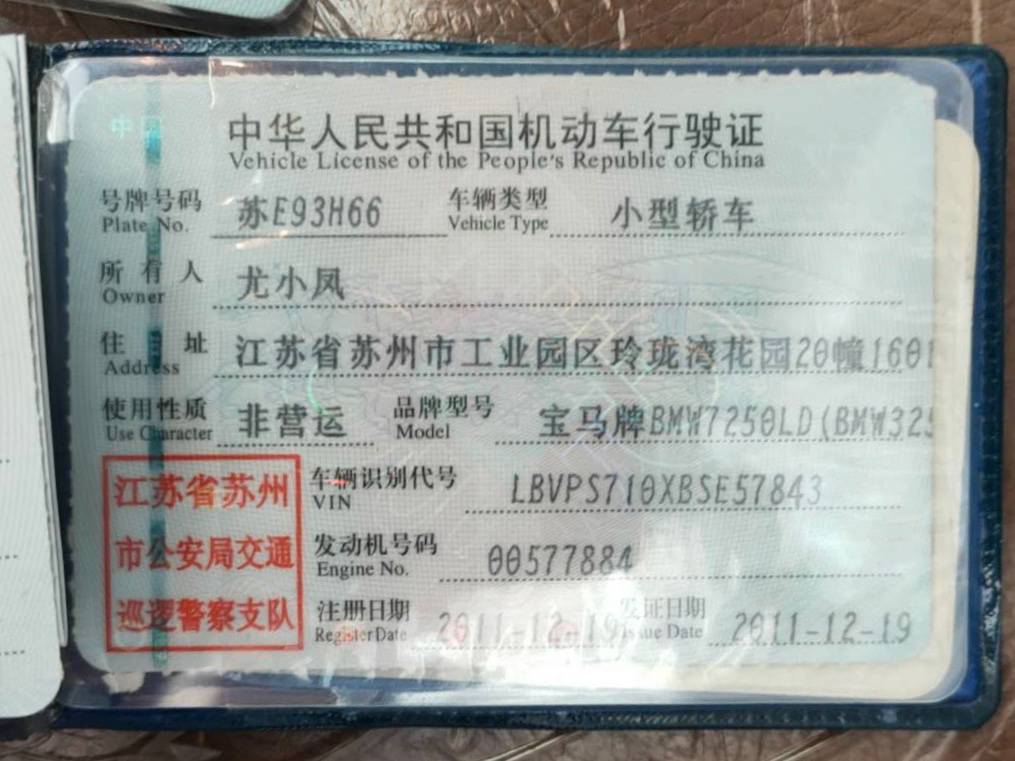 中华人民共和国机动车行驶证
Vehicle License of the People's Republic of China
号牌号码 苏E93H66 车辆类型 小型轿车
Plate No. Vehicle Type
所有人 尤小凤
Owner
住址 江苏省苏州市工业园区玲珑湾花园20幢1601
Address
使用性质 非营运 品牌型号 宝马牌BMW7250LD(BMW325
Use Character Model
江苏省苏州 车辆识别代号 LBVPS710XBSE57843
VIN
市公安局交通 发动机号码 00577884
Engine No.
巡逻警察支队 注册日期 2011-12-19 发证日期 2011-12-19
Register Date Issue Date